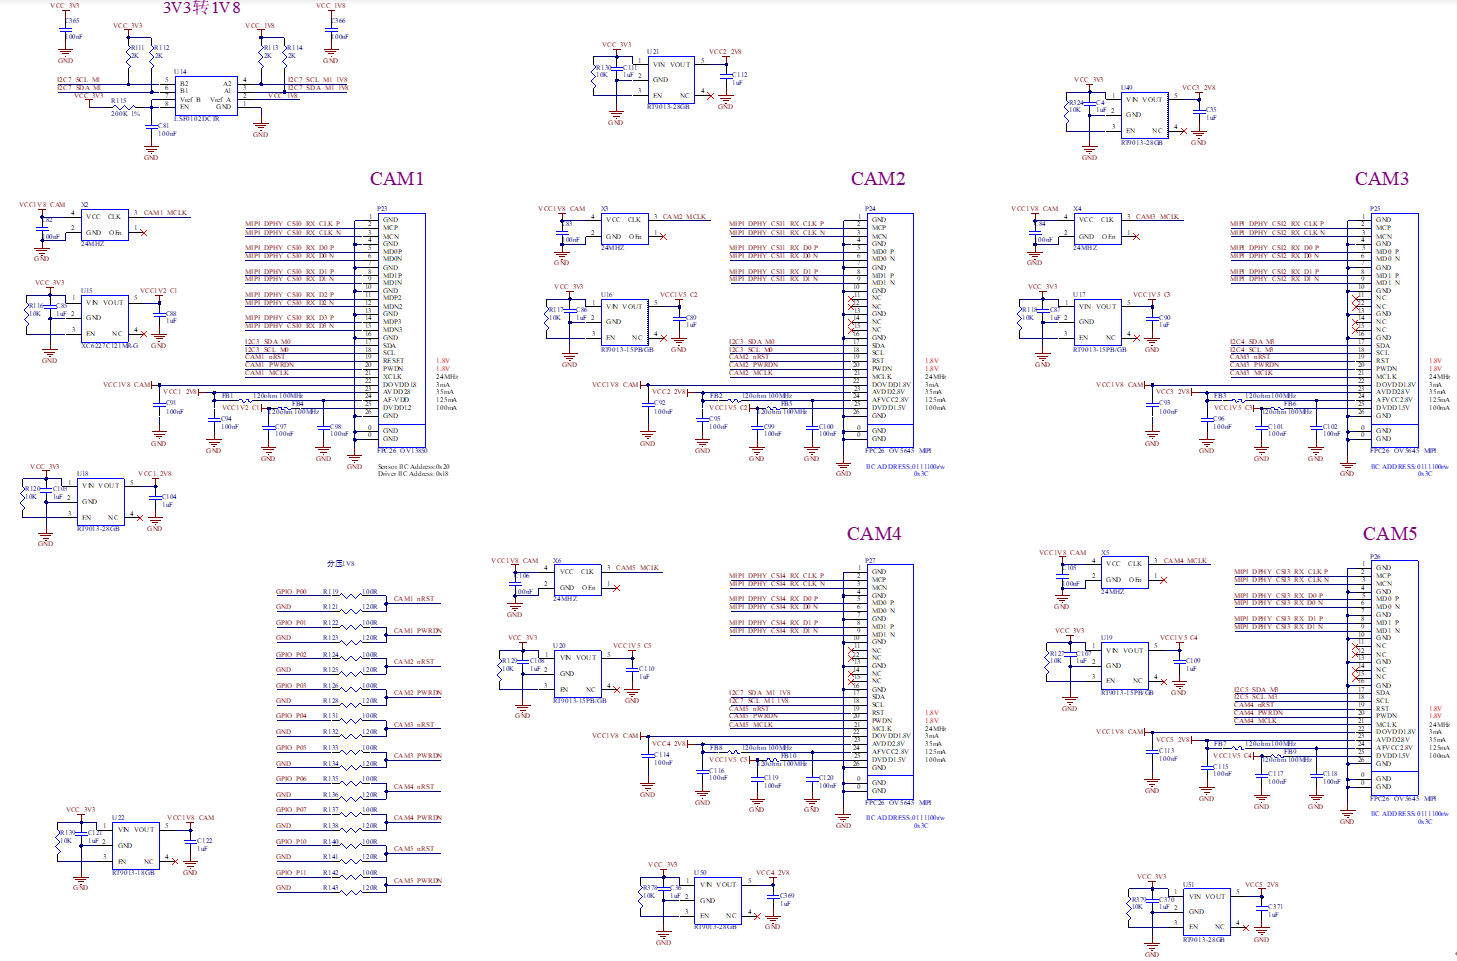 3V3转1V8
VCC_3V3
C365
100nF
GND
VCC_3V3
R111
2K
R112
2K
VCC_1V8
R113
2K
R114
2K
VCC_1V8
C366
100nF
GND
I2C7_SCL_M1
I2C7_SDA_M1
VCC_3V3
R115
200K 1%
C81
100nF
GND
U14
B2
B1
Vref_B
EN
A2
A1
Vref_A
GND
LSF0102DCTR
I2C7_SCL_M1_1V8
I2C7_SDA_M1_1V8
VCC_1V8
GND
VCC_3V3
R130
10K
C111
1uF
U21
VIN VOUT
GND
EN NC
RT9013-28GB
VCC2_2V8
C112
1uF
GND
GND
VCC_3V3
R324
10K
C4
1uF
U49
VIN VOUT
GND
EN NC
RT9013-28GB
VCC3_2V8
C35
1uF
GND
GND
CAM1
VCC1V8_CAM
C82
100nF
GND
X2
VCC CLK
GND OEn
24MHZ
CAM1_MCLK
VCC_3V3
R116
10K
C85
1uF
U15
VIN VOUT
GND
EN NC
XC6227C121MR-G
VCC1V2_C1
C88
1uF
GND
GND
MIPI_DPHY_CSI0_RX_CLK_P
MIPI_DPHY_CSI0_RX_CLK_N
MIPI_DPHY_CSI0_RX_D0_P
MIPI_DPHY_CSI0_RX_D0_N
MIPI_DPHY_CSI0_RX_D1_P
MIPI_DPHY_CSI0_RX_D1_N
MIPI_DPHY_CSI0_RX_D2_P
MIPI_DPHY_CSI0_RX_D2_N
MIPI_DPHY_CSI0_RX_D3_P
MIPI_DPHY_CSI0_RX_D3_N
I2C3_SDA_M0
I2C3_SCL_M0
CAM1_nRST
CAM1_PWRDN
CAM1_MCLK
VCC1V8_CAM
VCC1_2V8
FB1 120ohm 100MHz
VCC1V2_C1
FB4
120ohm 100MHz
C91
100nF
C94
100nF
C97
100nF
C98
100nF
GND
GND
GND
GND
P23
GND
MCP
MCN
GND
MD0P
MD0N
GND
MD1P
MD1N
GND
MDP2
MDN2
GND
MDP3
MDN3
GND
SDA
SCL
RESET 1.8V
PWDN 1.8V
XCLK 24MHz
DOVDD18 3mA
AVDD28 35mA
AF-VDD 125mA
DVDD12 100mA
GND
GND
GND
FPC26_OV13850
GND
Sensor IIC Address:0x20
Driver IIC Address:0x18
CAM2
VCC1V8_CAM
C83
100nF
GND
X3
VCC CLK
GND OEn
24MHZ
CAM2_MCLK
VCC_3V3
R117
10K
C86
1uF
U16
VIN VOUT
GND
EN NC
RT9013-15PB/GB
VCC1V5_C2
C89
1uF
GND
GND
MIPI_DPHY_CSI1_RX_CLK_P
MIPI_DPHY_CSI1_RX_CLK_N
MIPI_DPHY_CSI1_RX_D0_P
MIPI_DPHY_CSI1_RX_D0_N
MIPI_DPHY_CSI1_RX_D1_P
MIPI_DPHY_CSI1_RX_D1_N
I2C3_SDA_M0
I2C3_SCL_M0
CAM2_nRST
CAM2_PWRDN
CAM2_MCLK
VCC1V8_CAM
VCC2_2V8
FB2 120ohm 100MHz
VCC1V5_C2
FB5
120ohm 100MHz
C92
100nF
C95
100nF
C99
100nF
C100
100nF
GND
GND
GND
GND
P24
GND
MCP
MCN
GND
MD0_P
MD0_N
GND
MD1_P
MD1_N
GND
NC
NC
GND
NC
NC
GND
SDA
SCL
RST 1.8V
PWDN 1.8V
MCLK 24MHz
DOVDD1.8V 3mA
AVDD2.8V 35mA
AFVCC2.8V 125mA
DVDD1.5V 100mA
GND
GND
GND
FPC26_OV5645_MIPI
GND
IIC ADDRESS:0111100r/w
0x3C
CAM3
VCC1V8_CAM
C84
100nF
GND
X4
VCC CLK
GND OEn
24MHZ
CAM3_MCLK
VCC_3V3
R118
10K
C87
1uF
U17
VIN VOUT
GND
EN NC
RT9013-15PB/GB
VCC1V5_C3
C90
1uF
GND
GND
MIPI_DPHY_CSI2_RX_CLK_P
MIPI_DPHY_CSI2_RX_CLK_N
MIPI_DPHY_CSI2_RX_D0_P
MIPI_DPHY_CSI2_RX_D0_N
MIPI_DPHY_CSI2_RX_D1_P
MIPI_DPHY_CSI2_RX_D1_N
I2C4_SDA_M3
I2C4_SCL_M3
CAM3_nRST
CAM3_PWRDN
CAM3_MCLK
VCC1V8_CAM
VCC3_2V8
FB3 120ohm 100MHz
VCC1V5_C3
FB6
120ohm 100MHz
C93
100nF
C96
100nF
C101
100nF
C102
100nF
GND
GND
GND
GND
P25
GND
MCP
MCN
GND
MD0_P
MD0_N
GND
MD1_P
MD1_N
GND
NC
NC
GND
NC
NC
GND
SDA
SCL
RST 1.8V
PWDN 1.8V
MCLK 24MHz
DOVDD1.8V 3mA
AVDD2.8V 35mA
AFVCC2.8V 125mA
DVDD1.5V 100mA
GND
GND
GND
FPC26_OV5645_MIPI
GND
IIC ADDRESS:0111100r/w
0x3C
VCC_3V3
R120
10K
C103
1uF
U18
VIN VOUT
GND
EN NC
RT9013-28GB
VCC1_2V8
C104
1uF
GND
GND
分压1V8
GPIO_P00 R119 100R
CAM1_nRST
GND R121 120R
GPIO_P01 R122 100R
CAM1_PWRDN
GND R123 120R
GPIO_P02 R124 100R
CAM2_nRST
GND R125 120R
GPIO_P03 R126 100R
CAM2_PWRDN
GND R128 120R
GPIO_P04 R131 100R
CAM3_nRST
GND R132 120R
GPIO_P05 R133 100R
CAM3_PWRDN
GND R134 120R
GPIO_P06 R135 100R
CAM4_nRST
GND R136 120R
GPIO_P07 R137 100R
CAM4_PWRDN
GND R138 120R
GPIO_P10 R140 100R
CAM5_nRST
GND R141 120R
GPIO_P11 R142 100R
CAM5_PWRDN
GND R143 120R
VCC_3V3
R139
10K
C121
1uF
U22
VIN VOUT
GND
EN NC
RT9013-18GB
VCC1V8_CAM
C122
1uF
GND
GND
CAM4
VCC1V8_CAM
C106
100nF
GND
X6
VCC CLK
GND OEn
24MHZ
CAM5_MCLK
VCC_3V3
R129
10K
C108
1uF
U20
VIN VOUT
GND
EN NC
RT9013-15PB/GB
VCC1V5_C5
C110
1uF
GND
GND
MIPI_DPHY_CSI4_RX_CLK_P
MIPI_DPHY_CSI4_RX_CLK_N
MIPI_DPHY_CSI4_RX_D0_P
MIPI_DPHY_CSI4_RX_D0_N
MIPI_DPHY_CSI4_RX_D1_P
MIPI_DPHY_CSI4_RX_D1_N
I2C7_SDA_M1_1V8
I2C7_SCL_M1_1V8
CAM5_nRST
CAM5_PWRDN
CAM5_MCLK
VCC1V8_CAM
VCC4_2V8
FB8 120ohm 100MHz
VCC1V5_C5
FB10
120ohm 100MHz
C114
100nF
C116
100nF
C119
100nF
C120
100nF
GND
GND
GND
GND
P27
GND
MCP
MCN
GND
MD0_P
MD0_N
GND
MD1_P
MD1_N
GND
NC
NC
GND
NC
NC
GND
SDA
SCL
RST 1.8V
PWDN 1.8V
MCLK 24MHz
DOVDD1.8V 3mA
AVDD2.8V 35mA
AFVCC2.8V 125mA
DVDD1.5V 100mA
GND
GND
GND
FPC26_OV5645_MIPI
GND
IIC ADDRESS:0111100r/w
0x3C
VCC_3V3
R378
10K
C36
1uF
U50
VIN VOUT
GND
EN NC
RT9013-28GB
VCC4_2V8
C369
1uF
GND
GND
CAM5
VCC1V8_CAM
C105
100nF
GND
X5
VCC CLK
GND OEn
24MHZ
CAM4_MCLK
VCC_3V3
R127
10K
C107
1uF
U19
VIN VOUT
GND
EN NC
RT9013-15PB/GB
VCC1V5_C4
C109
1uF
GND
GND
MIPI_DPHY_CSI3_RX_CLK_P
MIPI_DPHY_CSI3_RX_CLK_N
MIPI_DPHY_CSI3_RX_D0_P
MIPI_DPHY_CSI3_RX_D0_N
MIPI_DPHY_CSI3_RX_D1_P
MIPI_DPHY_CSI3_RX_D1_N
I2C5_SDA_M3
I2C5_SCL_M3
CAM4_nRST
CAM4_PWRDN
CAM4_MCLK
VCC1V8_CAM
VCC5_2V8
FB7 120ohm 100MHz
VCC1V5_C4
FB9
120ohm 100MHz
C113
100nF
C115
100nF
C117
100nF
C118
100nF
GND
GND
GND
GND
P26
GND
MCP
MCN
GND
MD0_P
MD0_N
GND
MD1_P
MD1_N
GND
NC
NC
GND
NC
NC
GND
SDA
SCL
RST 1.8V
PWDN 1.8V
MCLK 24MHz
DOVDD1.8V 3mA
AVDD2.8V 35mA
AFVCC2.8V 125mA
DVDD1.5V 100mA
GND
GND
GND
FPC26_OV5645_MIPI
GND
IIC ADDRESS:0111100r/w
0x3C
VCC_3V3
R379
10K
C370
1uF
U51
VIN VOUT
GND
EN NC
RT9013-28GB
VCC5_2V8
C371
1uF
GND
GND